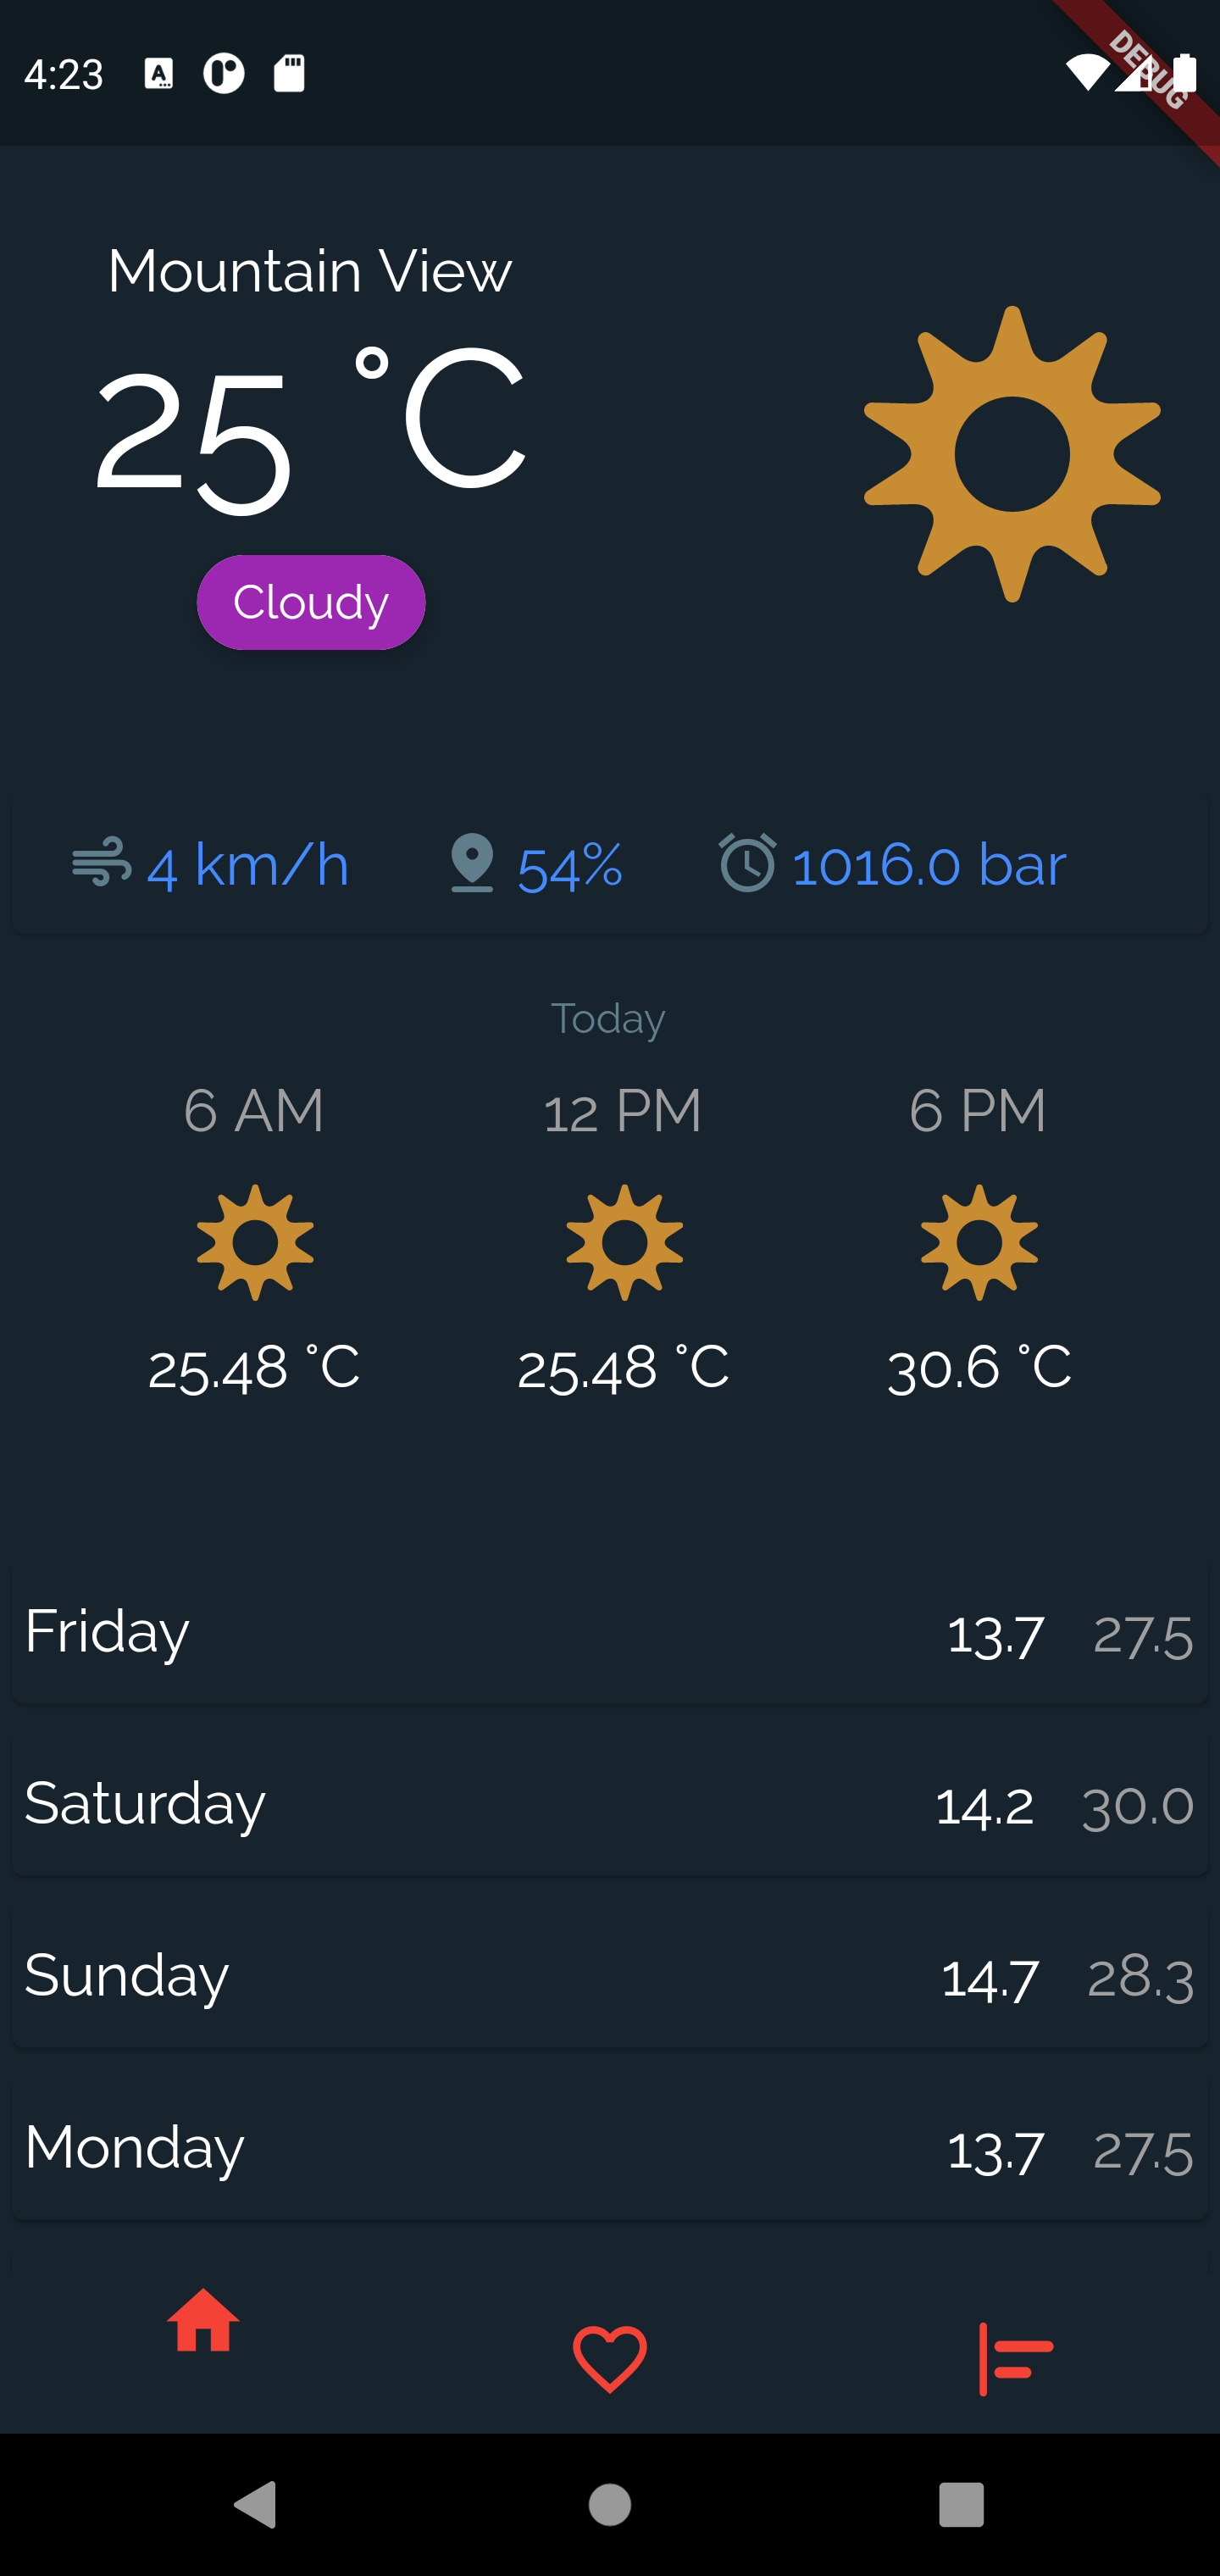 4:23
DEBUG
Mountain View
25 °C
Cloudy
4 km/h 54% 1016.0 bar
Today
6 AM 12 PM 6 PM
25.48 °C 25.48 °C 30.6 °C
Friday 13.7 27.5
Saturday 14.2 30.0
Sunday 14.7 28.3
Monday 13.7 27.5